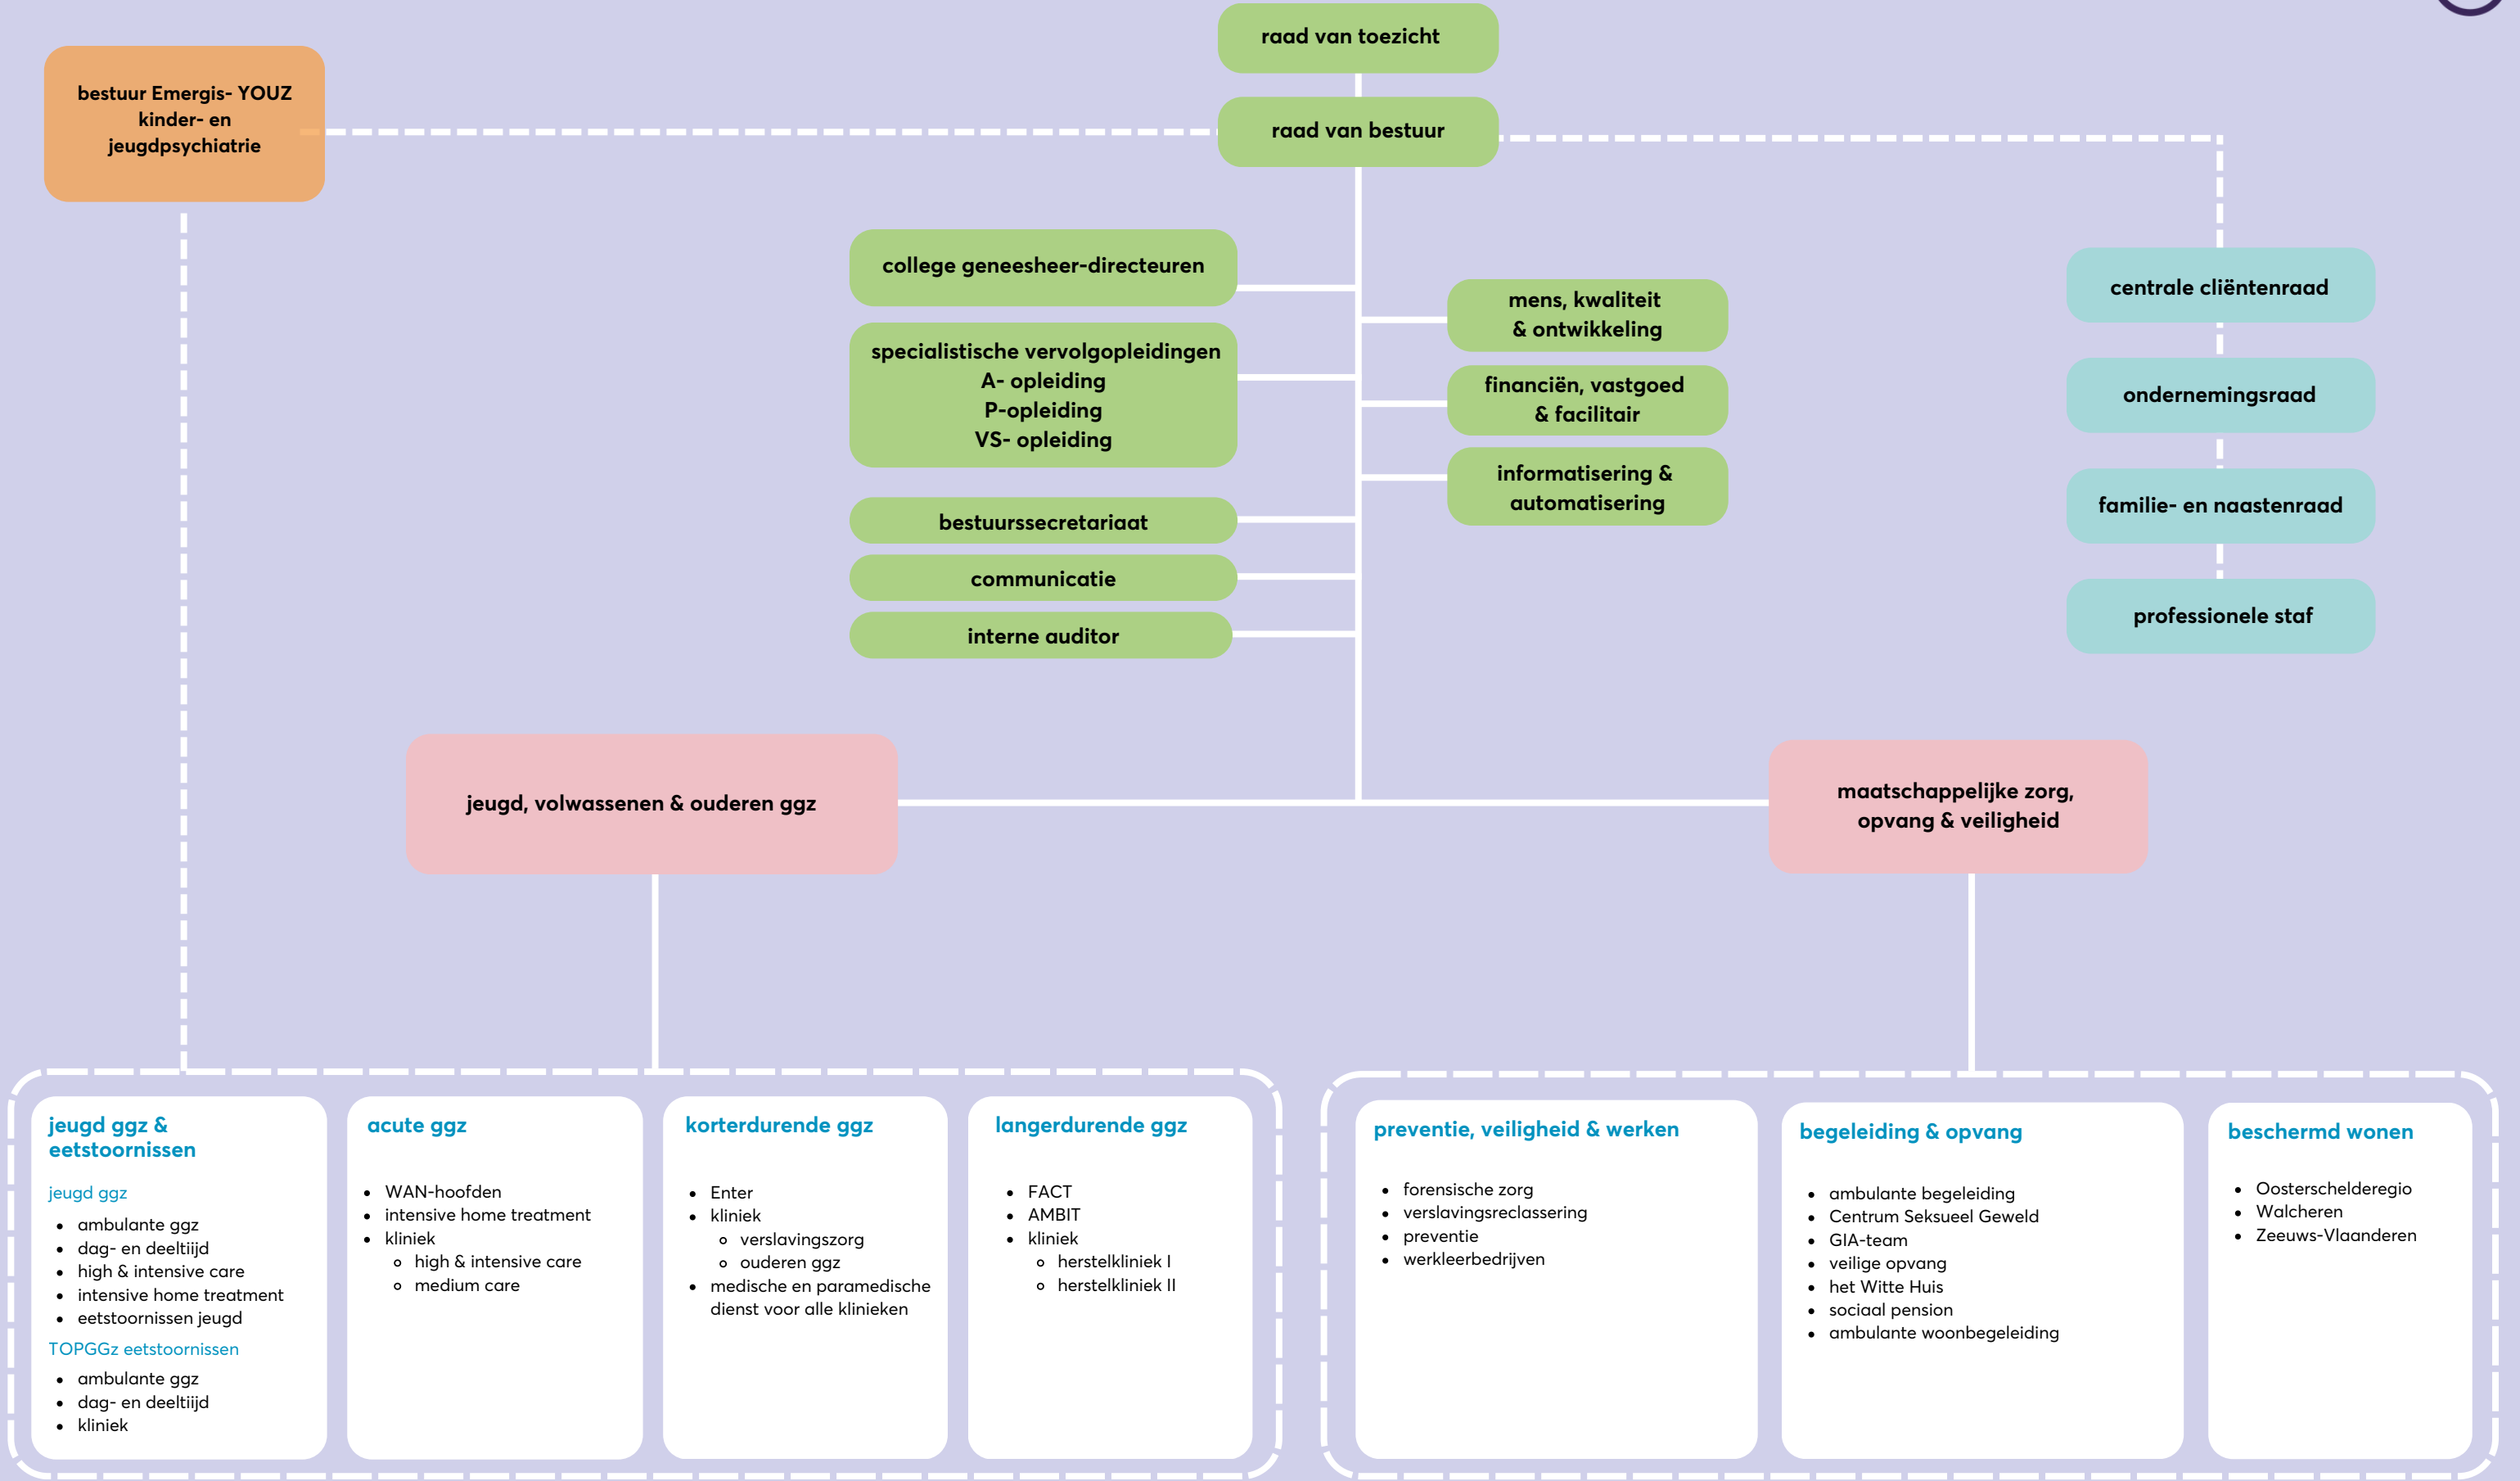 raad van toezicht
bestuur Emergis- YOUZ
kinder- en
jeugdpsychiatrie
raad van bestuur
college geneesheer-directeuren
specialistische vervolgopleidingen
A- opleiding
P-opleiding
VS- opleiding
bestuurssecretariaat
communicatie
interne auditor
mens, kwaliteit
& ontwikkeling
financiën, vastgoed
& facilitair
informatisering &
automatisering
centrale cliëntenraad
ondernemingsraad
familie- en naastenraad
professionele staf
jeugd, volwassenen & ouderen ggz
maatschappelijke zorg,
opvang & veiligheid
jeugd ggz &
eetstoornissen
jeugd ggz
• ambulante ggz
• dag- en deeltiijd
• high & intensive care
• intensive home treatment
• eetstoornissen jeugd
TOPGGz eetstoornissen
• ambulante ggz
• dag- en deeltiijd
• kliniek
acute ggz
• WAN-hoofden
• intensive home treatment
• kliniek
◦ high & intensive care
◦ medium care
korterdurende ggz
• Enter
• kliniek
◦ verslavingszorg
◦ ouderen ggz
• medische en paramedische
dienst voor alle klinieken
langerdurende ggz
• FACT
• AMBIT
• kliniek
◦ herstelkliniek I
◦ herstelkliniek II
preventie, veiligheid & werken
• forensische zorg
• verslavingsreclassering
• preventie
• werkleerbedrijven
begeleiding & opvang
• ambulante begeleiding
• Centrum Seksueel Geweld
• GIA-team
• veilige opvang
• het Witte Huis
• sociaal pension
• ambulante woonbegeleiding
beschermd wonen
• Oosterschelderegio
• Walcheren
• Zeeuws-Vlaanderen